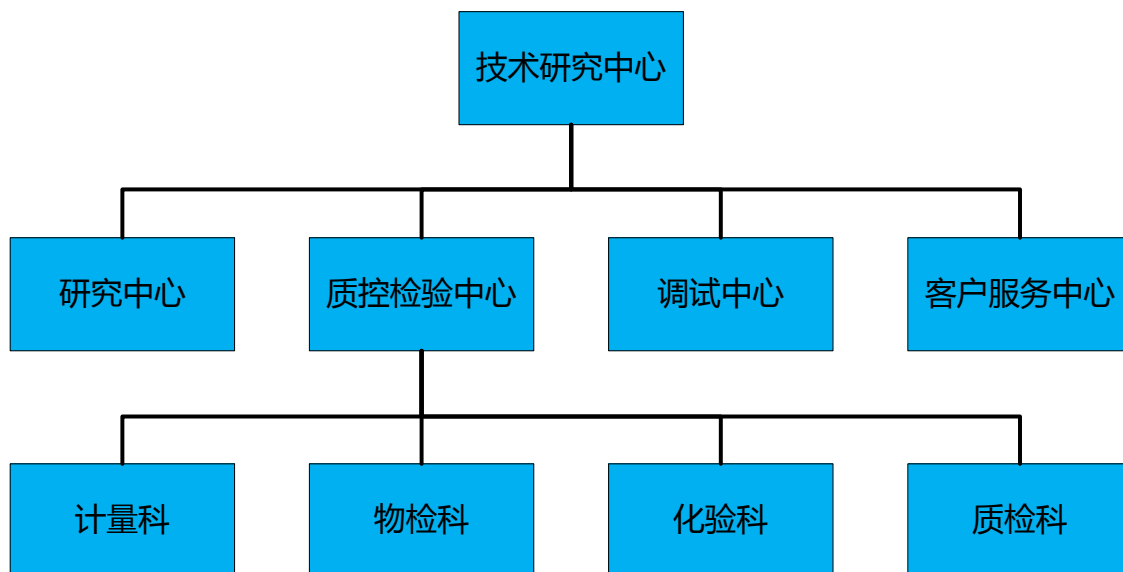 技术研究中心
研究中心
质控检验中心
调试中心
客户服务中心
计量科
物检科
化验科
质检科